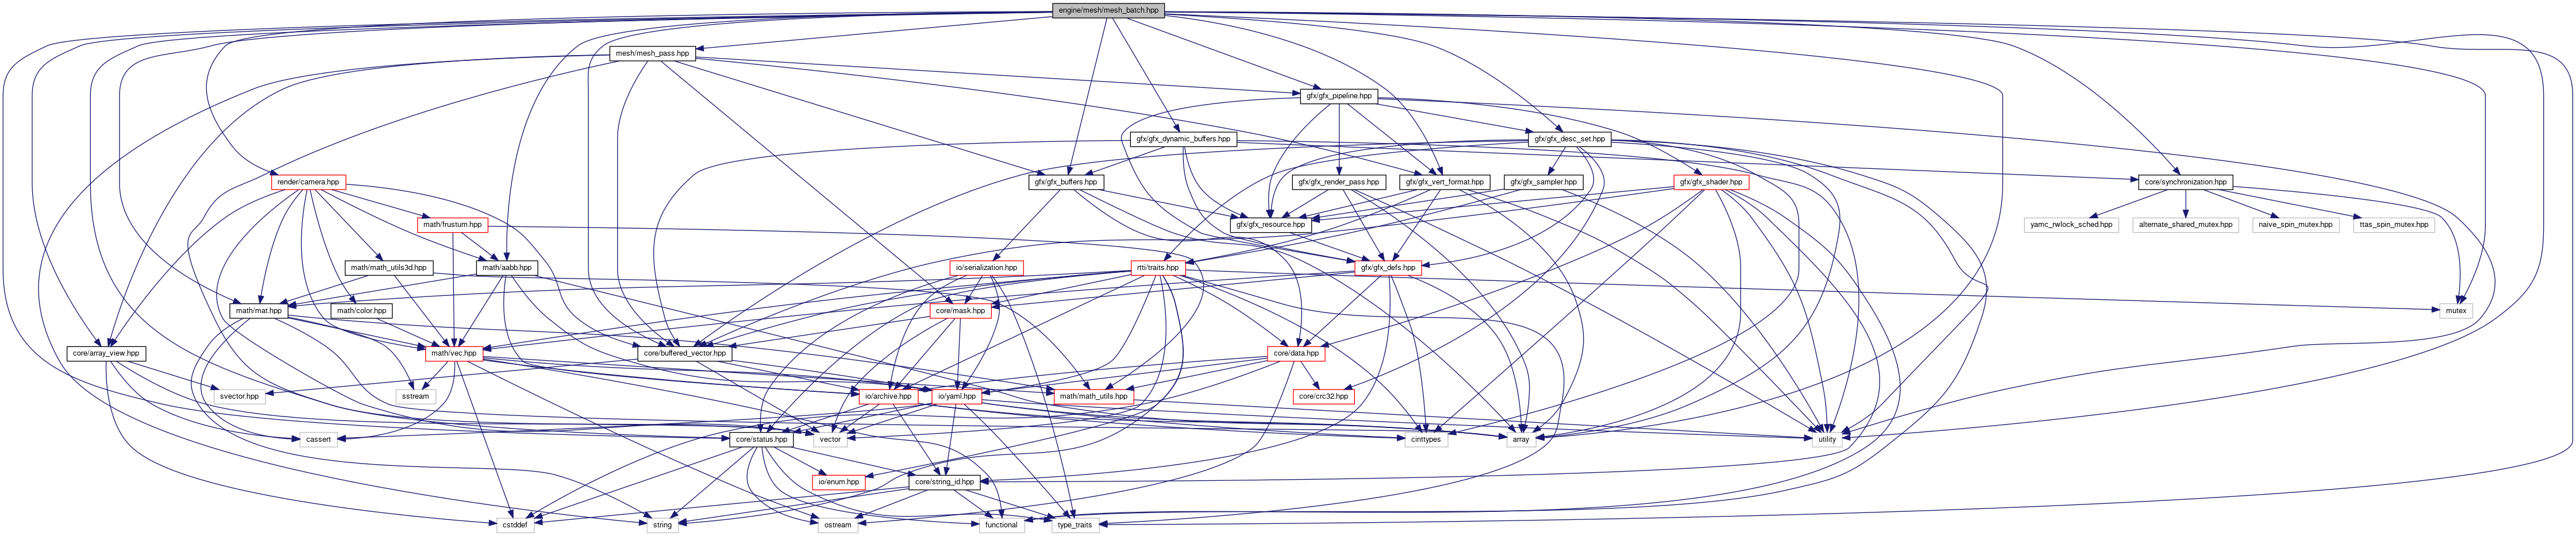 engine/mesh/mesh_batch.hpp
mesh/mesh_pass.hpp
gfx/gfx_pipeline.hpp
gfx/gfx_dynamic_buffers.hpp
gfx/gfx_desc_set.hpp
render/camera.hpp
gfx/gfx_buffers.hpp
gfx/gfx_render_pass.hpp
gfx/gfx_vert_format.hpp
gfx/gfx_sampler.hpp
gfx/gfx_shader.hpp
core/synchronization.hpp
math/frustum.hpp
gfx/gfx_resource.hpp
yamc_rwlock_sched.hpp
alternate_shared_mutex.hpp
naive_spin_mutex.hpp
ttas_spin_mutex.hpp
math/math_utils3d.hpp
math/aabb.hpp
io/serialization.hpp
rtti/traits.hpp
gfx/gfx_defs.hpp
math/mat.hpp
math/color.hpp
core/mask.hpp
mutex
core/array_view.hpp
math/vec.hpp
core/buffered_vector.hpp
core/data.hpp
svector.hpp
sstream
io/archive.hpp
io/yaml.hpp
math/math_utils.hpp
core/crc32.hpp
cassert
core/status.hpp
vector
cinttypes
array
utility
io/enum.hpp
core/string_id.hpp
cstddef
string
ostream
functional
type_traits